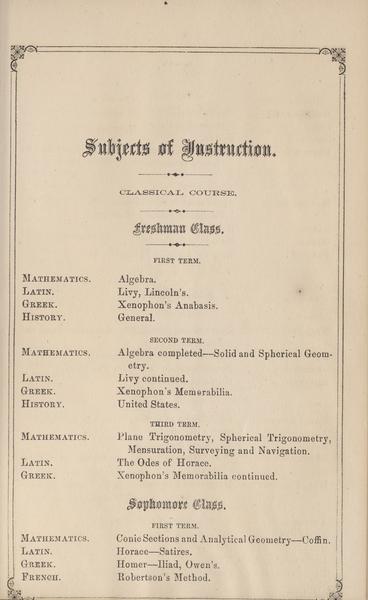 Subjects of Instruction.
CLASSICAL COURSE.
Freshman Class.
FIRST TERM.
MATHEMATICS. Algebra.
LATIN. Livy, Lincoln's.
GREEK. Xenophon's Anabasis.
HISTORY. General.
SECOND TERM.
MATHEMATICS. Algebra completed—Solid and Spherical Geom-
etry.
LATIN. Livy continued.
GREEK. Xenophon's Memorabilia.
HISTORY. United States.
THIRD TERM.
MATHEMATICS. Plane Trigonometry, Spherical Trigonometry,
Mensuration, Surveying and Navigation.
LATIN. The Odes of Horace.
GREEK. Xenophon's Memorabilia continued.
Sophomore Class.
FIRST TERM.
MATHEMATICS. Conic Sections and Analytical Geometry—Coffin.
LATIN. Horace—Satires.
GREEK. Homer—Iliad, Owen's.
FRENCH. Robertson's Method.